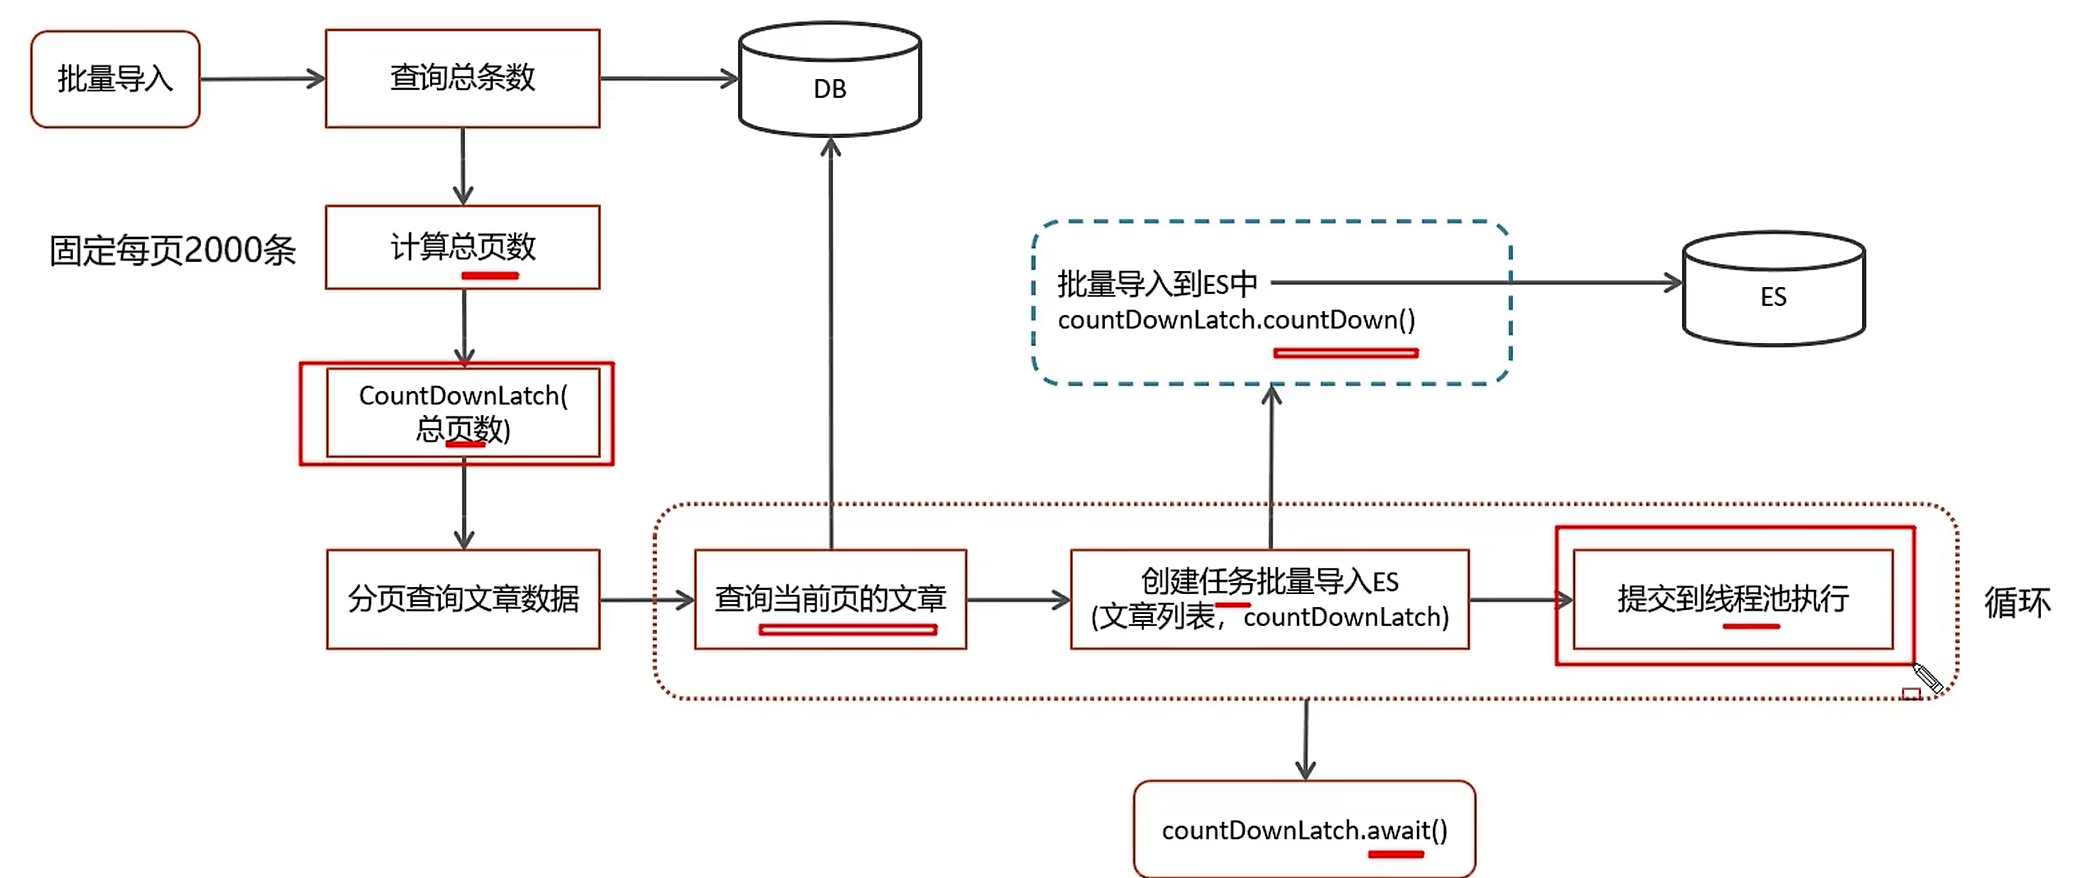 批量导入
查询总条数
DB
固定每页2000条
计算总页数
批量导入到ES中
countDownLatch.countDown()
ES
CountDownLatch(
总页数)
分页查询文章数据
查询当前页的文章
创建任务批量导入ES
(文章列表，countDownLatch)
提交到线程池执行
循环
countDownLatch.await()